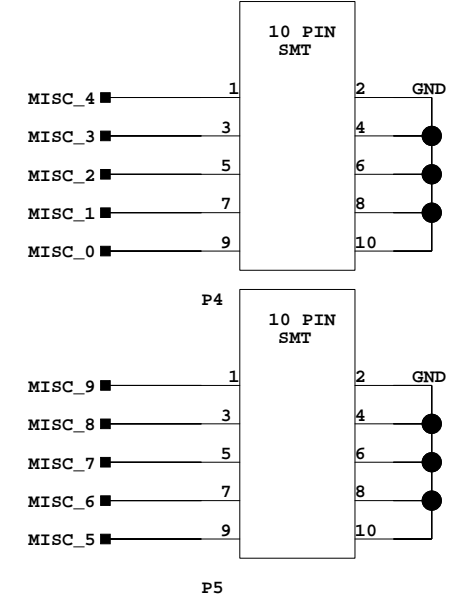 10 PIN
SMT
MISC_4 1 2 GND
MISC_3 3 4
MISC_2 5 6
MISC_1 7 8
MISC_0 9 10
P4
10 PIN
SMT
MISC_9 1 2 GND
MISC_8 3 4
MISC_7 5 6
MISC_6 7 8
MISC_5 9 10
P5